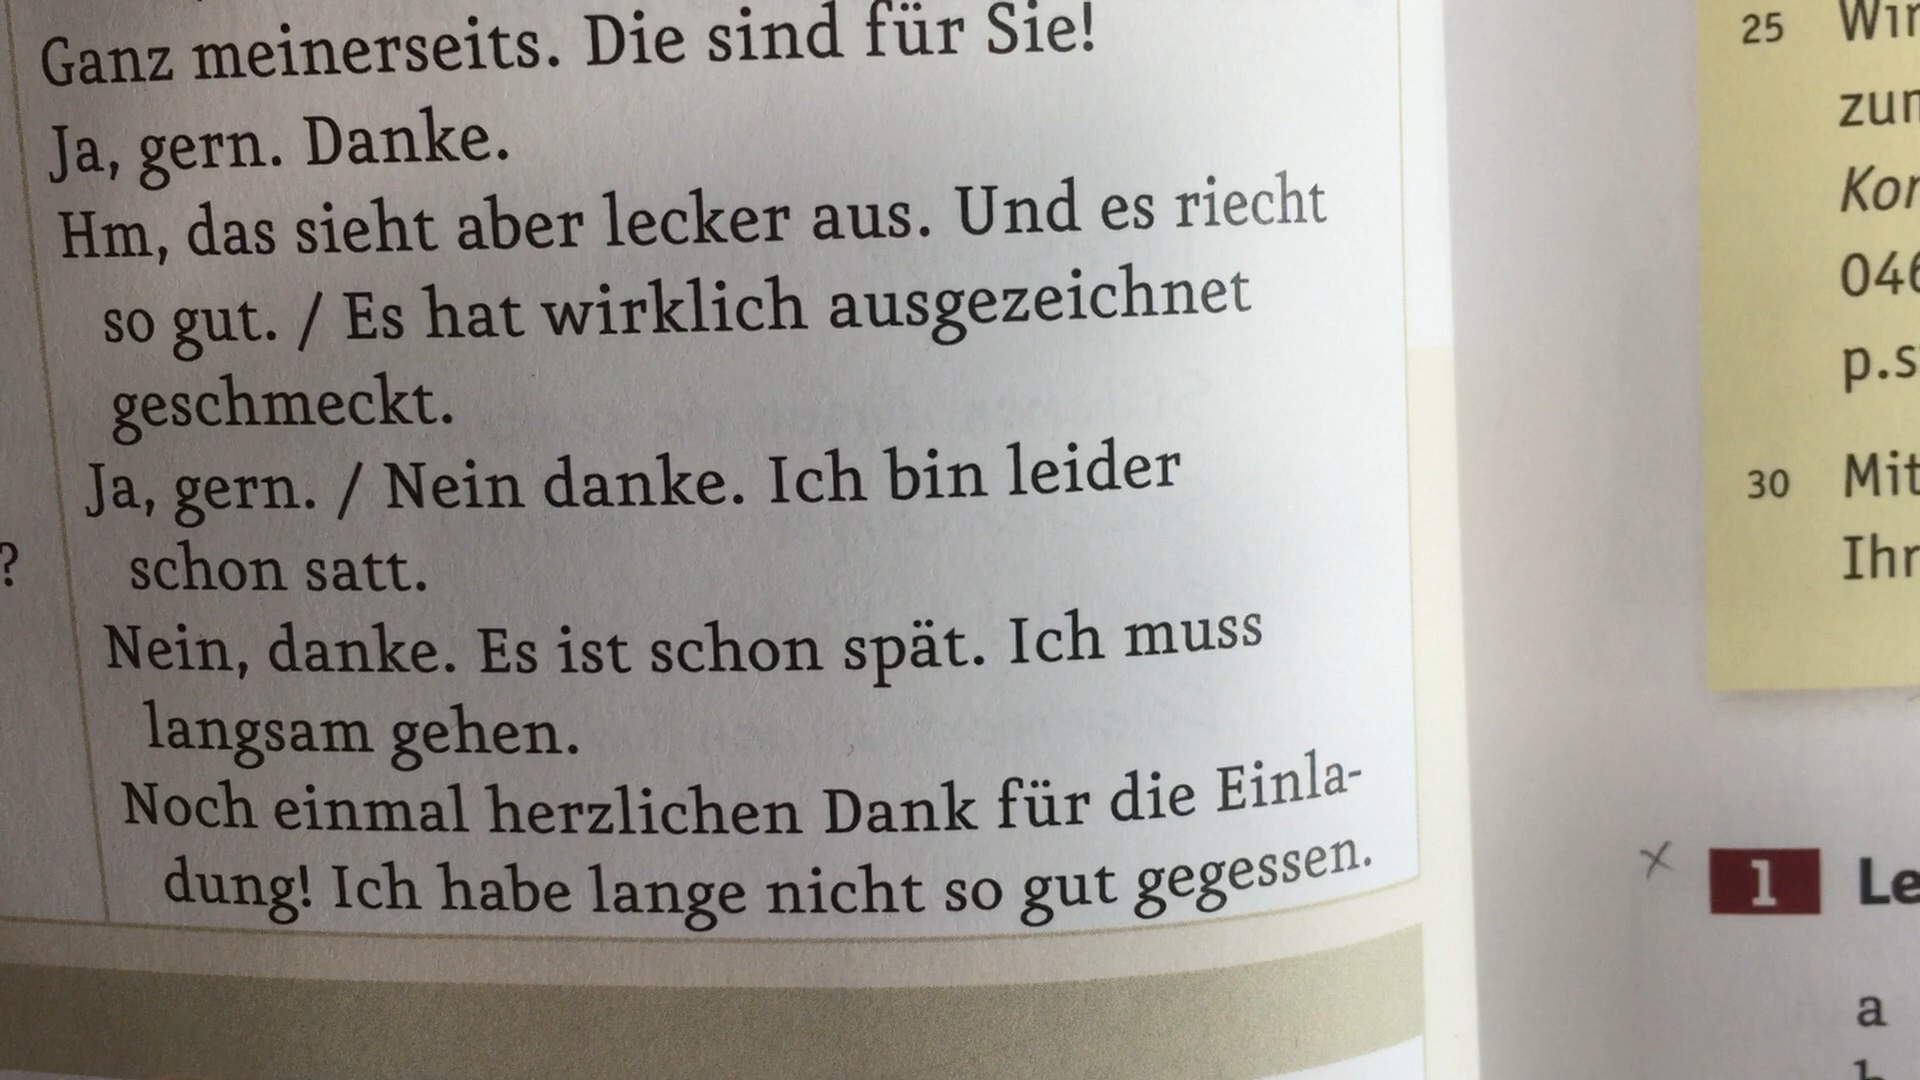 Ganz meinerseits. Die sind für Sie!
Ja, gern. Danke.
Hm, das sieht aber lecker aus. Und es riecht
so gut. / Es hat wirklich ausgezeichnet
geschmeckt.
Ja, gern. / Nein danke. Ich bin leider
?
schon satt.
Nein, danke. Es ist schon spät. Ich muss
langsam gehen.
Noch einmal herzlichen Dank für die Einla-
dung! Ich habe lange nicht so gut gegessen.
25
zum
046
p.s
30 Mit
Ihr
x 1 Le
a